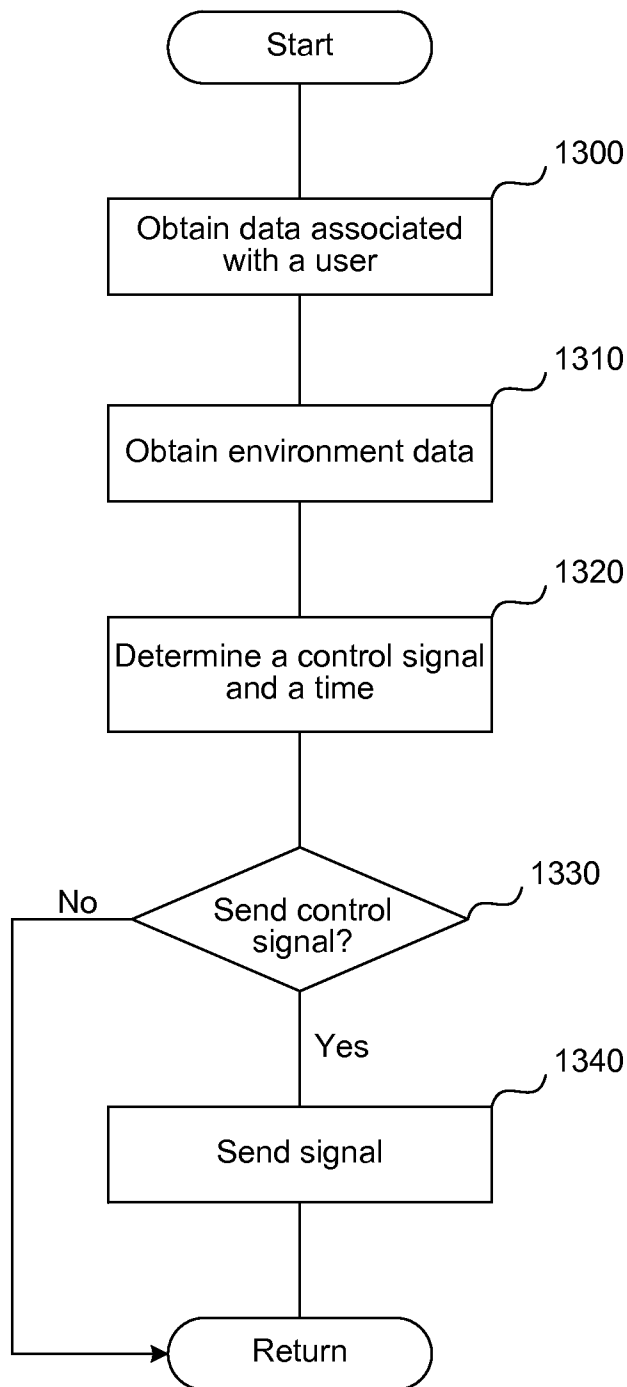 Start
1300
Obtain data associated
with a user
1310
Obtain environment data
1320
Determine a control signal
and a time
1330
No
Send control
signal?
Yes
1340
Send signal
Return